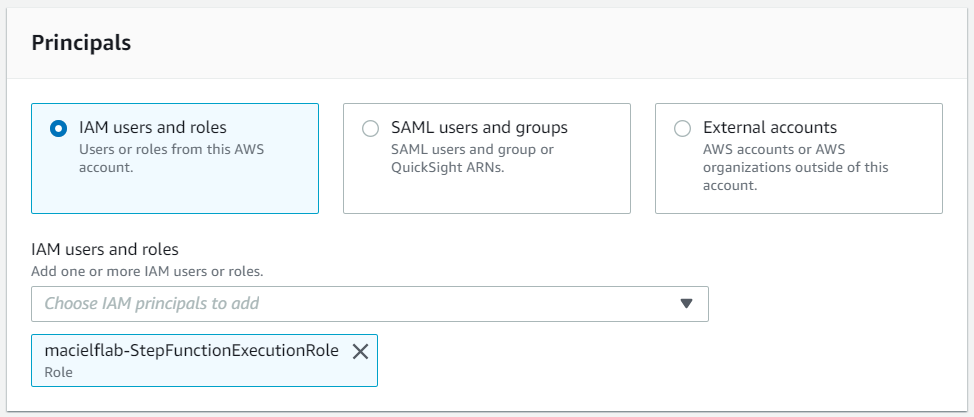 Principals
IAM users and roles
Users or roles from this AWS
account.
SAML users and groups
SAML users and group or
QuickSight ARNs.
External accounts
AWS accounts or AWS
organizations outside of this
account.
IAM users and roles
Add one or more IAM users or roles.
Choose IAM principals to add
macielflab-StepFunctionExecutionRole
Role